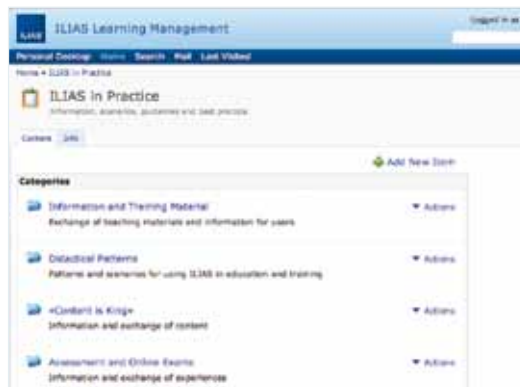 ILIAS
ILIAS Learning Management
Logged in as
Personal Desktop Home Search Mail Last Visited
Home ILIAS in Practice
ILIAS in Practice
Information, scenarios, guidelines and best practice
Content Info
Add New Item
Categories
Information and Training Material Actions
Exchange of teaching materials and information for users
Didactical Patterns Actions
Patterns and scenarios for using ILIAS in education and training
«Content is King» Actions
Information and exchange of content
Assessment and Online Exams Actions
Information and exchange of experiences